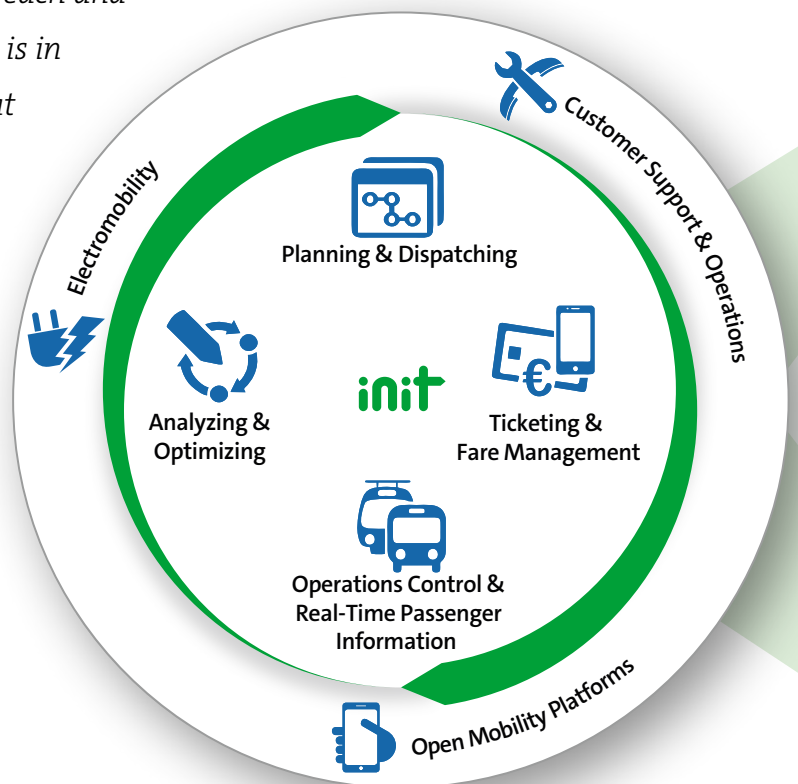 is in
Electromobility
Customer Support & Operations
Planning & Dispatching
Analyzing &
Optimizing
init
€
Ticketing &
Fare Management
Operations Control &
Real-Time Passenger
Information
Open Mobility Platforms